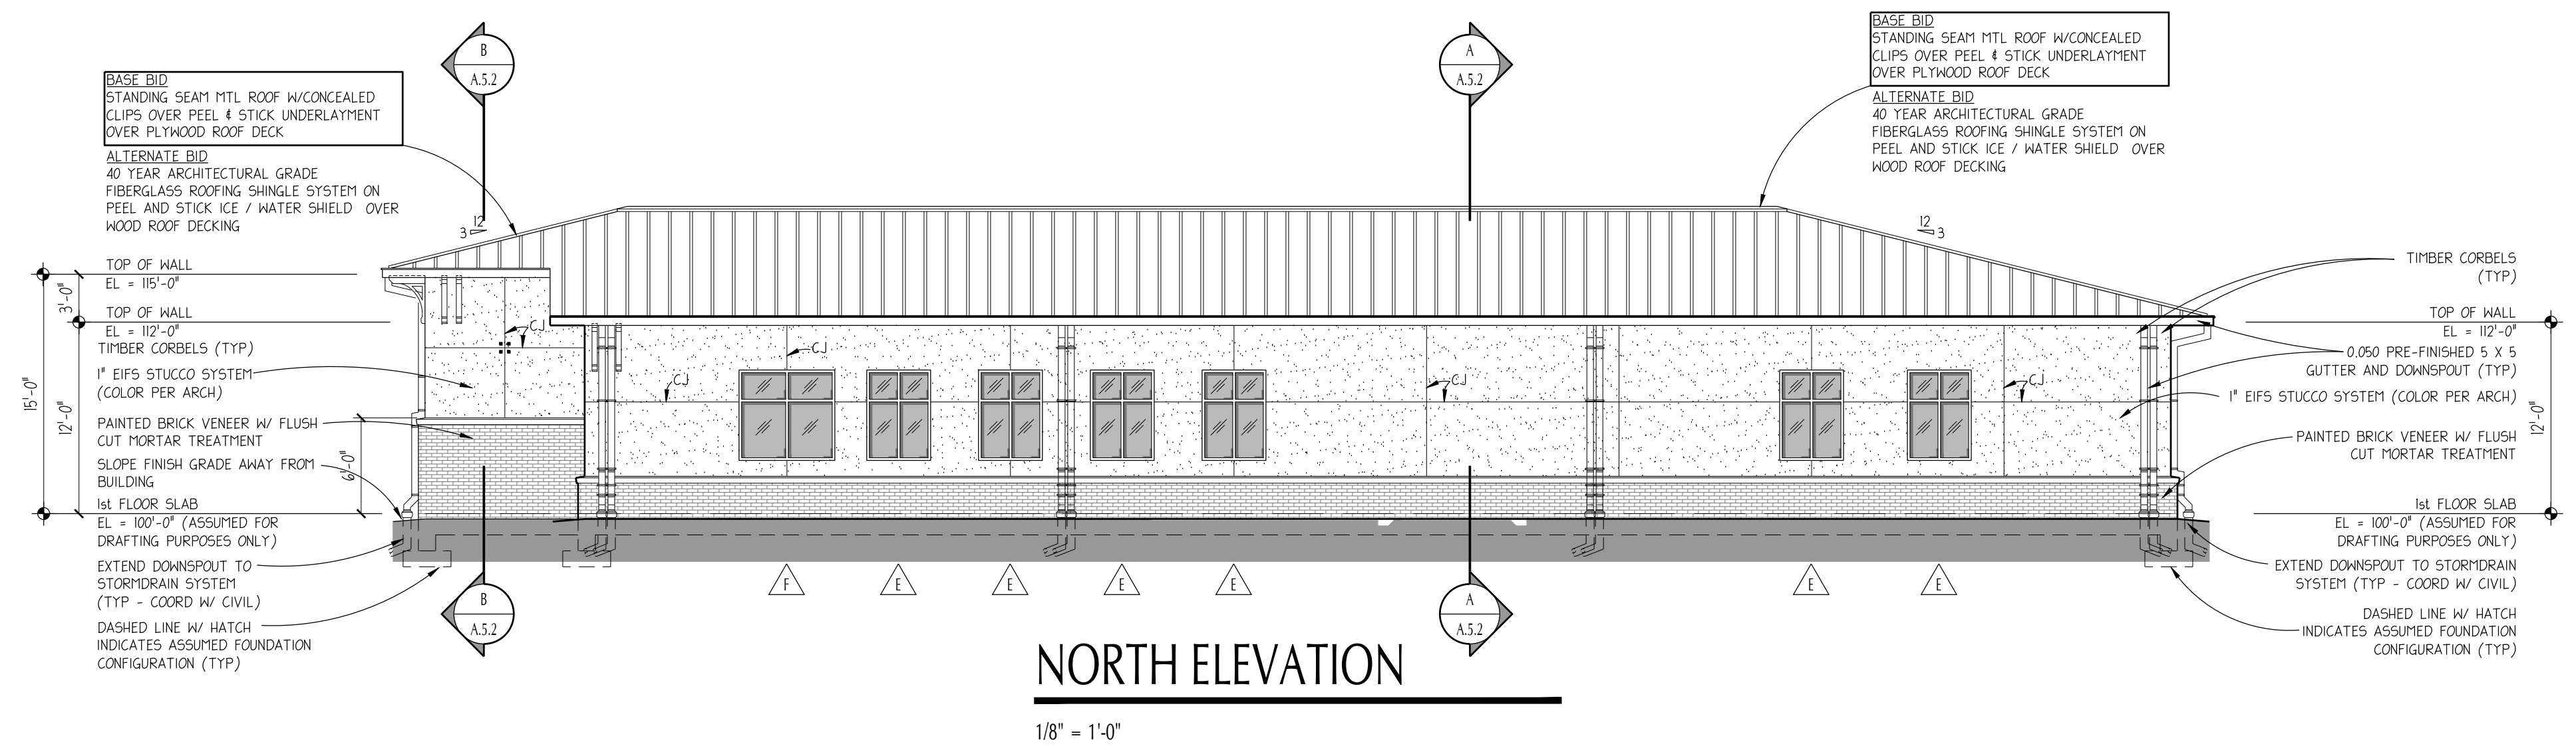 B
A.5.2
A
A.5.2
BASE BID
STANDING SEAM MTL ROOF W/CONCEALED
CLIPS OVER PEEL & STICK UNDERLAYMENT
OVER PLYWOOD ROOF DECK
ALTERNATE BID
40 YEAR ARCHITECTURAL GRADE
FIBERGLASS ROOFING SHINGLE SYSTEM ON
PEEL AND STICK ICE / WATER SHIELD OVER
WOOD ROOF DECKING
BASE BID
STANDING SEAM MTL ROOF W/CONCEALED
CLIPS OVER PEEL & STICK UNDERLAYMENT
OVER PLYWOOD ROOF DECK
ALTERNATE BID
40 YEAR ARCHITECTURAL GRADE
FIBERGLASS ROOFING SHINGLE SYSTEM ON
PEEL AND STICK ICE / WATER SHIELD OVER
WOOD ROOF DECKING
12
3
12
3
TOP OF WALL
EL = 115'-0"
TOP OF WALL
EL = 112'-0"
TIMBER CORBELS (TYP)
1" EIFS STUCCO SYSTEM
(COLOR PER ARCH)
PAINTED BRICK VENEER W/ FLUSH
CUT MORTAR TREATMENT
SLOPE FINISH GRADE AWAY FROM
BUILDING
1st FLOOR SLAB
EL = 100'-0" (ASSUMED FOR
DRAFTING PURPOSES ONLY)
EXTEND DOWNSPOUT TO
STORMDRAIN SYSTEM
(TYP - COORD W/ CIVIL)
DASHED LINE W/ HATCH
INDICATES ASSUMED FOUNDATION
CONFIGURATION (TYP)
15'-0"
3'-0"
12'-0"
6'-0"
CJ
CJ
CJ
CJ
CJ
TIMBER CORBELS
(TYP)
TOP OF WALL
EL = 112'-0"
0.050 PRE-FINISHED 5 X 5
GUTTER AND DOWNSPOUT (TYP)
1" EIFS STUCCO SYSTEM (COLOR PER ARCH)
PAINTED BRICK VENEER W/ FLUSH
CUT MORTAR TREATMENT
1st FLOOR SLAB
EL = 100'-0" (ASSUMED FOR
DRAFTING PURPOSES ONLY)
EXTEND DOWNSPOUT TO STORMDRAIN
SYSTEM (TYP - COORD W/ CIVIL)
DASHED LINE W/ HATCH
INDICATES ASSUMED FOUNDATION
CONFIGURATION (TYP)
12'-0"
F
E
E
E
E
E
E
B
A.5.2
A
A.5.2
NORTH ELEVATION
1/8" = 1'-0"